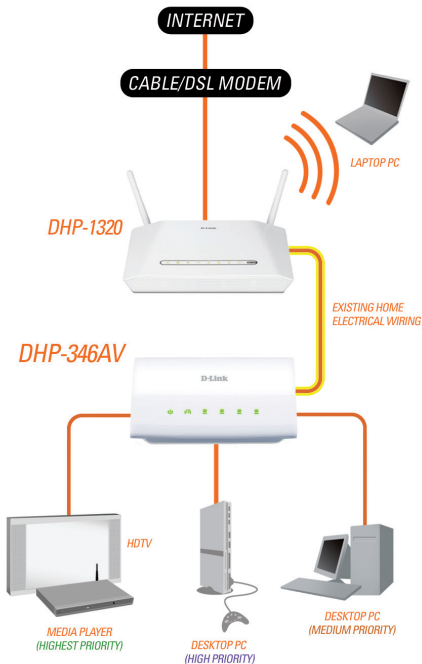 INTERNET
CABLE/DSL MODEM
LAPTOP PC
DHP-1320
D-Link
EXISTING HOME
ELECTRICAL WIRING
DHP-346AV
D-Link
HDTV
MEDIA PLAYER
(HIGHEST PRIORITY)
DESKTOP PC
(HIGH PRIORITY)
DESKTOP PC
(MEDIUM PRIORITY)